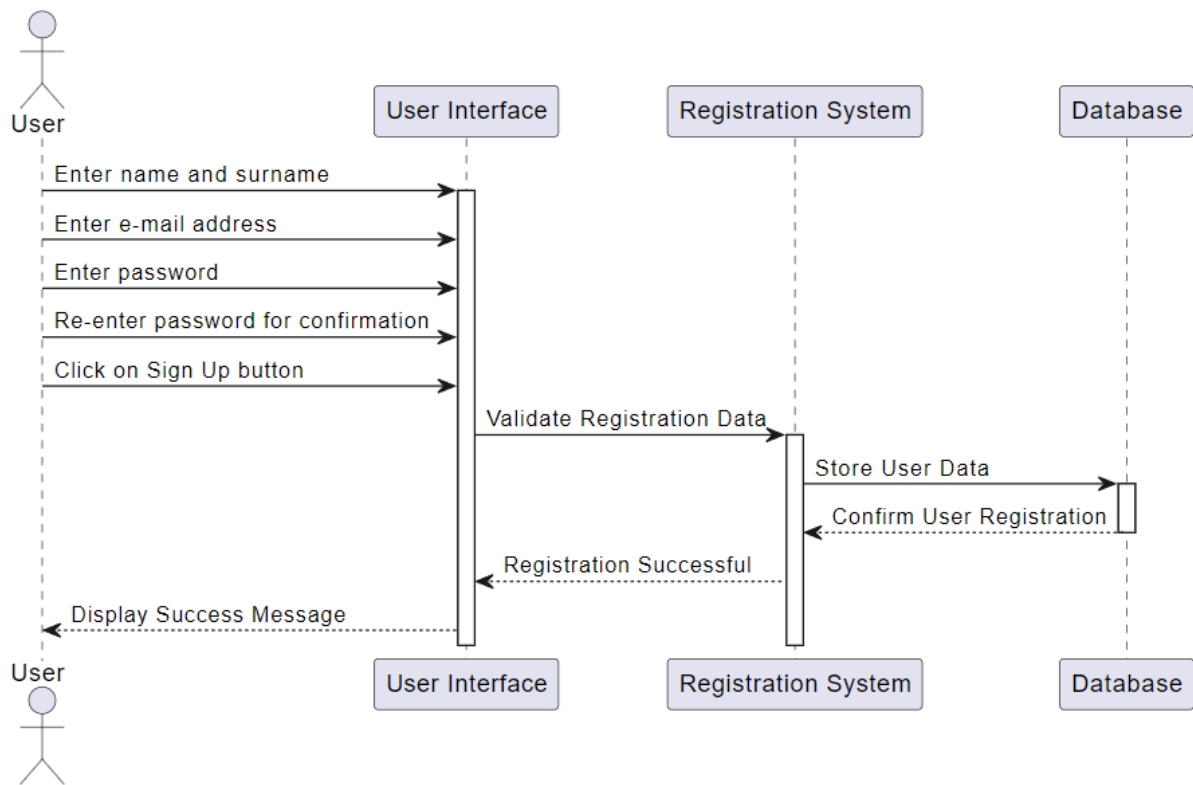 User
User Interface
Registration System
Database
Enter name and surname
Enter e-mail address
Enter password
Re-enter password for confirmation
Click on Sign Up button
Validate Registration Data
Store User Data
Confirm User Registration
Registration Successful
Display Success Message
User
User Interface
Registration System
Database